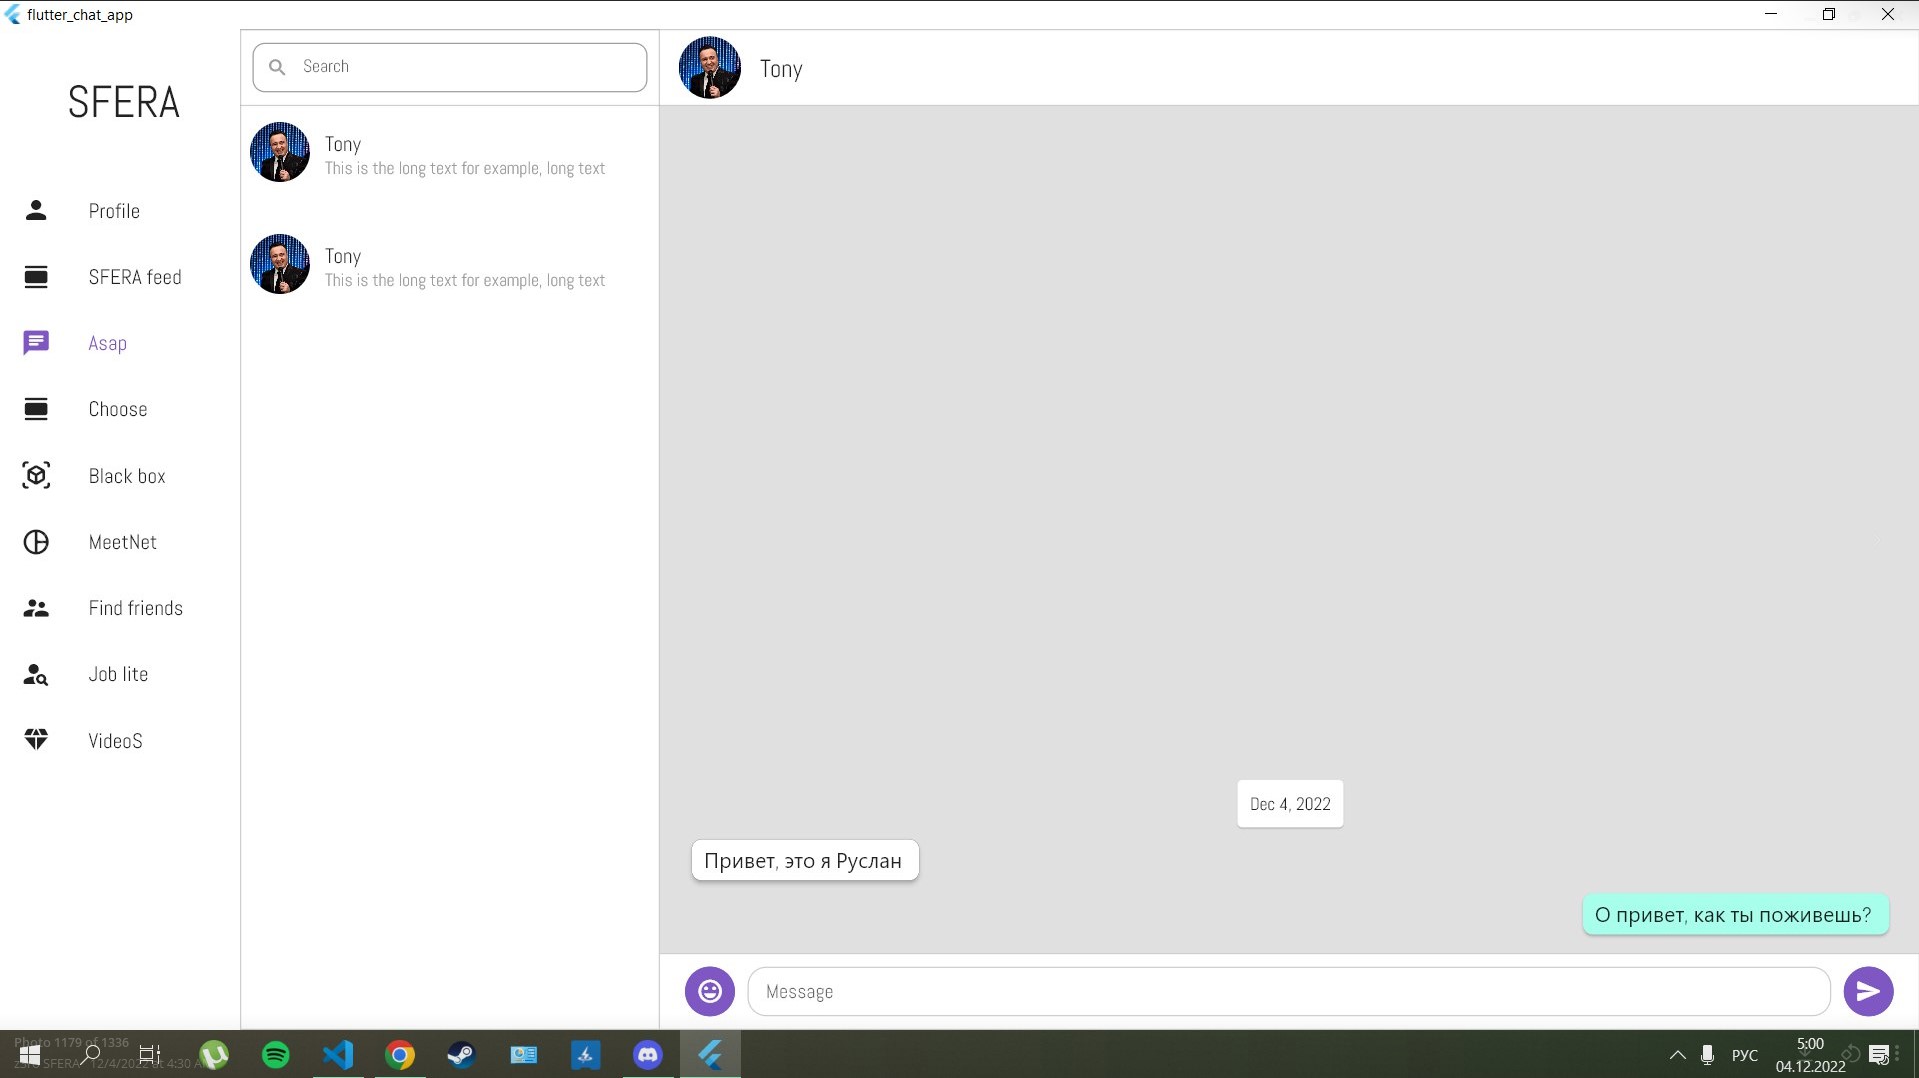 flutter_chat_app
SFERA
Profile
SFERA feed
Asap
Choose
Black box
MeetNet
Find friends
Job lite
VideoS
Search
Tony
This is the long text for example, long text
Tony
This is the long text for example, long text
Tony
Dec 4, 2022
Привет, это я Руслан
О привет, как ты поживешь?
Message
Photo 1179 of 1336
SFERA 12/4/2022 at 4:30
РУС
5:00
04.12.2022